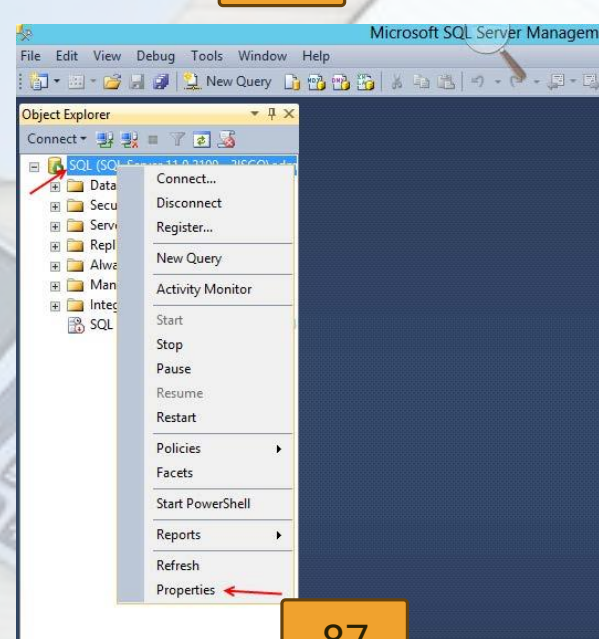 Microsoft SQL Server Managem
File Edit View Debug Tools Window Help
New Query
Object Explorer
Connect
SQL (SQL Server 11.0.2100
Data
Secu
Serv
Repl
Alwa
Man
Integ
SQL
Connect...
Disconnect
Register...
New Query
Activity Monitor
Start
Stop
Pause
Resume
Restart
Policies
Facets
Start PowerShell
Reports
Refresh
Properties
87